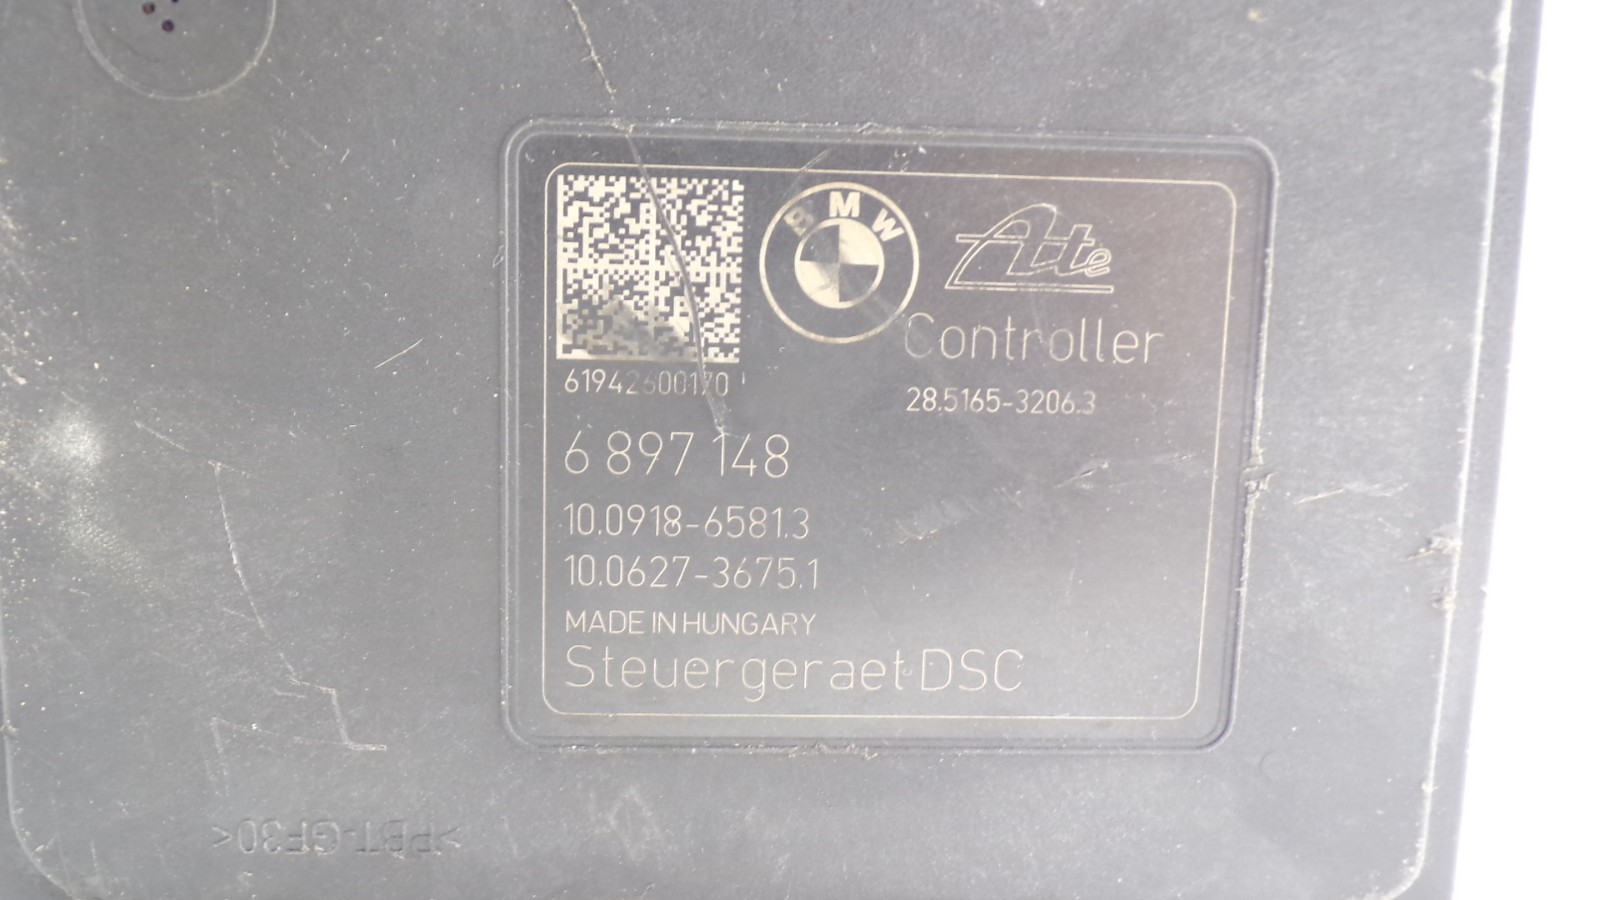 BMW
Ate
Controller
61942600170
28.5165-3206.3
6 897 148
10.0918-6581.3
10.0627-3675.1
MADE IN HUNGARY
Steuergeraet DSC
>PBT-GF30<